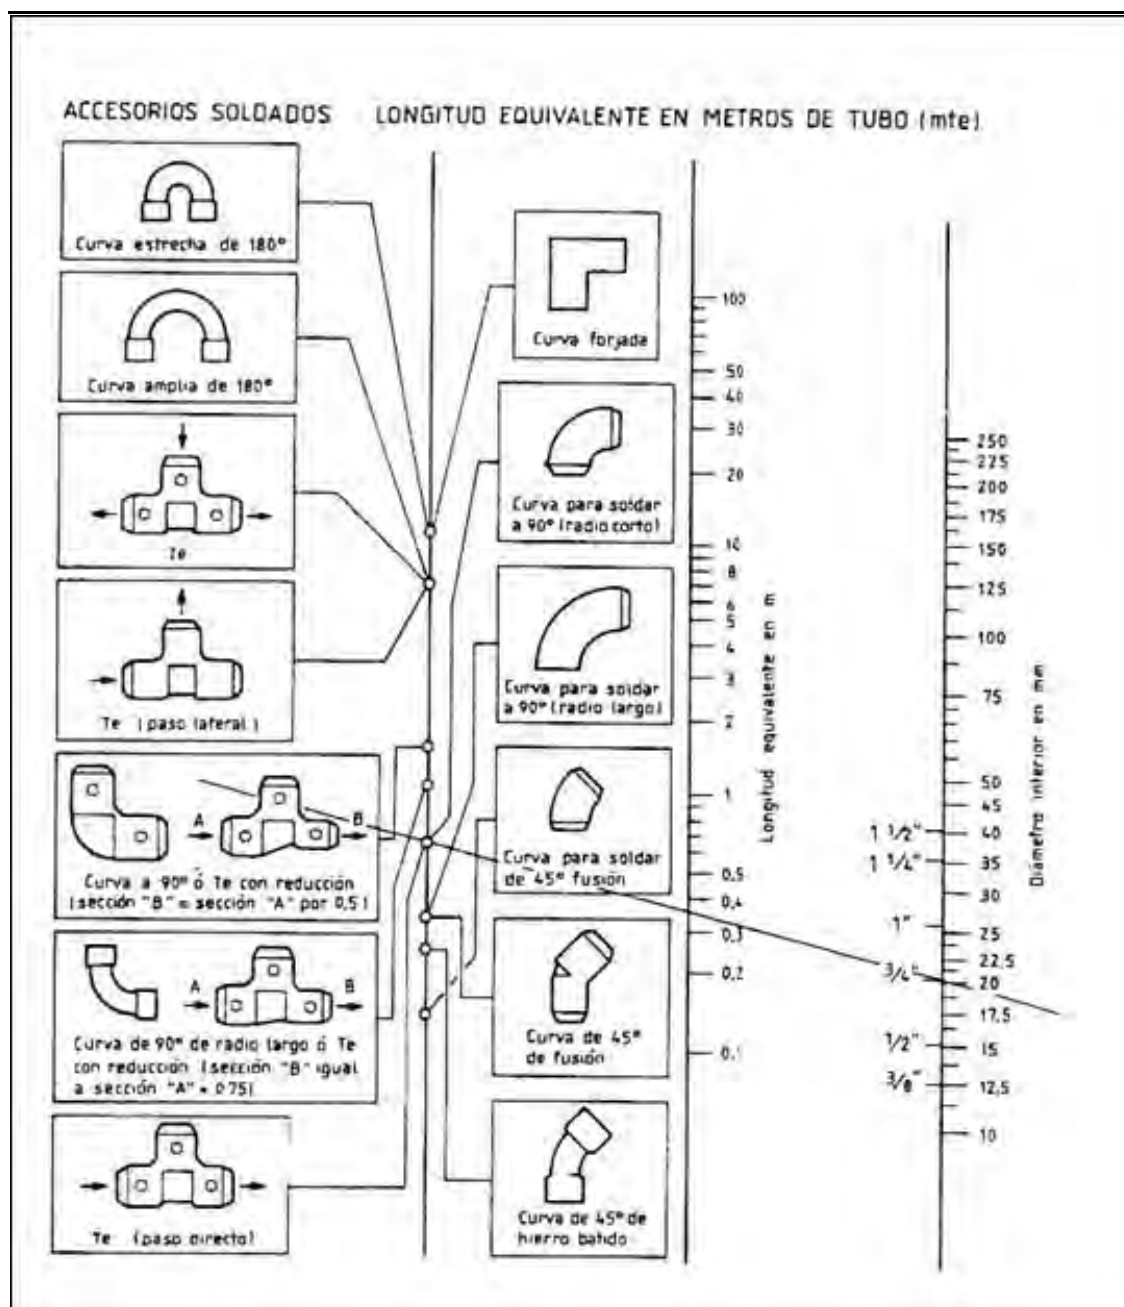 ACCESORIOS SOLDADOS LONGITUD EQUIVALENTE EN METROS DE TUBO (mte)
Curva estrecha de 180°
Curva amplia de 180°
Te
Te (paso lateral)
A
B
Curva a 90° ó Te con reducción
(sección "B" = sección "A" por 0,5)
A
B
Curva de 90° de radio largo ó Te
con reducción (sección "B" igual
a sección "A" = 0,75).
Te (paso directo)
Curva forjada
Curva para soldar
a 90° (radio corto)
Curva para soldar
a 90° (radio largo)
Curva para soldar
de 45° fusión
Curva de 45°
de fusión
Curva de 45° de
hierro batido
100
50
40
30
20
10
8
6
5
4
3
2
1
0,5
0,4
0,3
0,2
0,1
Longitud equivalente en m
1 1/2"
1 1/4"
1"
3/4"
1/2"
3/8"
250
225
200
175
150
125
100
75
50
45
40
35
30
25
22,5
20
17,5
15
12,5
10
Diámetro interior en mm